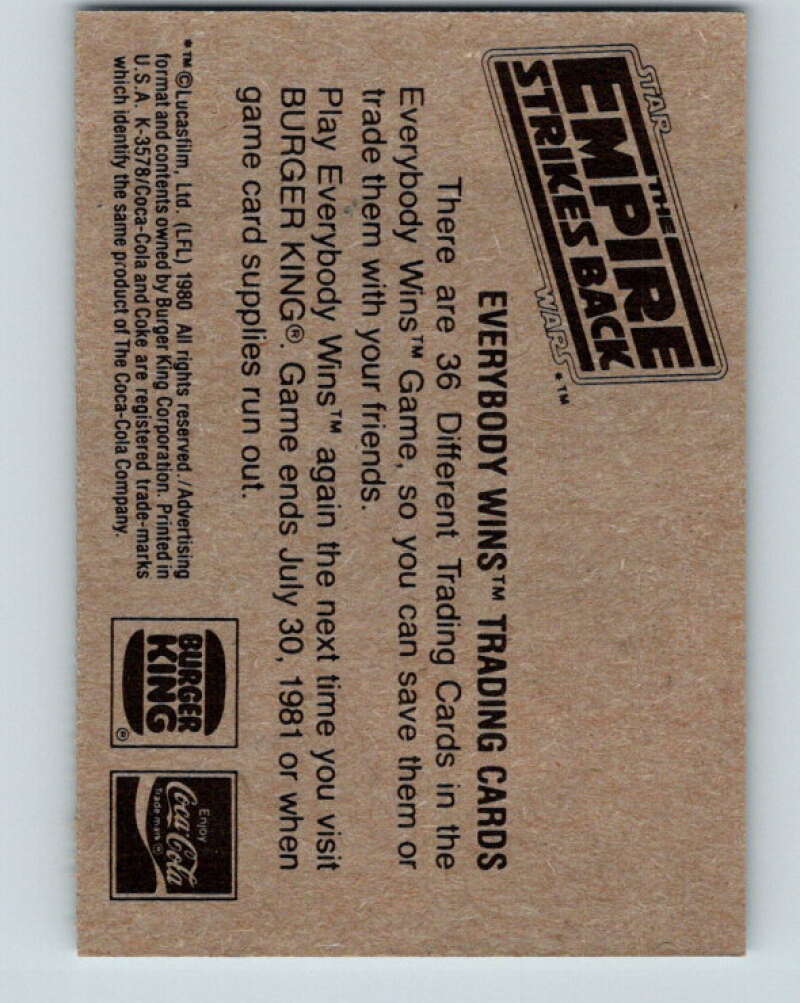 STAR
THE
EMPIRE
STRIKES BACK
WARS*™
EVERYBODY WINS™ TRADING CARDS
There are 36 Different Trading Cards in the
Everybody Wins™ Game, so you can save them or
trade them with your friends.
Play Everybody Wins™ again the next time you visit
BURGER KING®. Game ends July 30, 1981 or when
game card supplies run out.
*™©Lucasfilm, Ltd. (LFL) 1980 All rights reserved./Advertising
format and contents owned by Burger King Corporation. Printed in
U.S.A. K-3578/Coca-Cola and Coke are registered trade-marks
which identify the same product of The Coca-Cola Company.
BURGER
KING
®
Enjoy
Coca-Cola
Trade-mark®